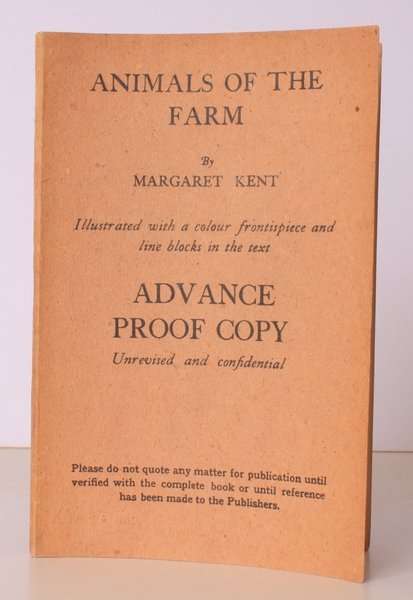 ANIMALS OF THE
FARM
By
MARGARET KENT
Illustrated with a colour frontispiece and
line blocks in the text
ADVANCE
PROOF COPY
Unrevised and confidential
Please do not quote any matter for publication until
verified with the complete book or until reference
has been made to the Publishers.